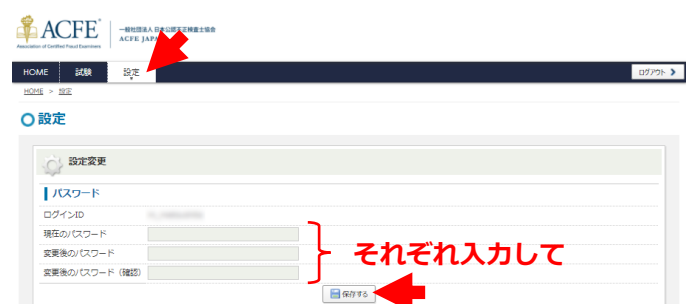 ACFE
Association of Certified Fraud Examiners
一般社団法人 日本公認不正検査士協会
ACFE JAPAN
HOME 試験 設定 ログアウト
HOME > 設定
設定
設定変更
パスワード
ログインID
現在のパスワード
変更後のパスワード
変更後のパスワード（確認）
それぞれ入力して
保存する